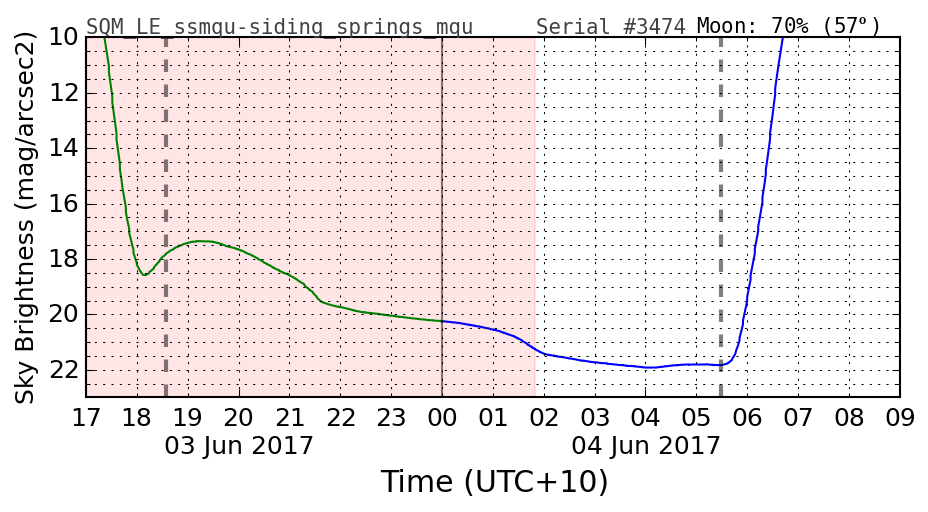 SQM_LE_ssmqu-siding_springs_mqu Serial #3474 Moon: 70% (57º)
10
12
14
16
18
20
22
Sky Brightness (mag/arcsec2)
17 18 19 20 21 22 23 00 01 02 03 04 05 06 07 08 09
03 Jun 2017 04 Jun 2017
Time (UTC+10)